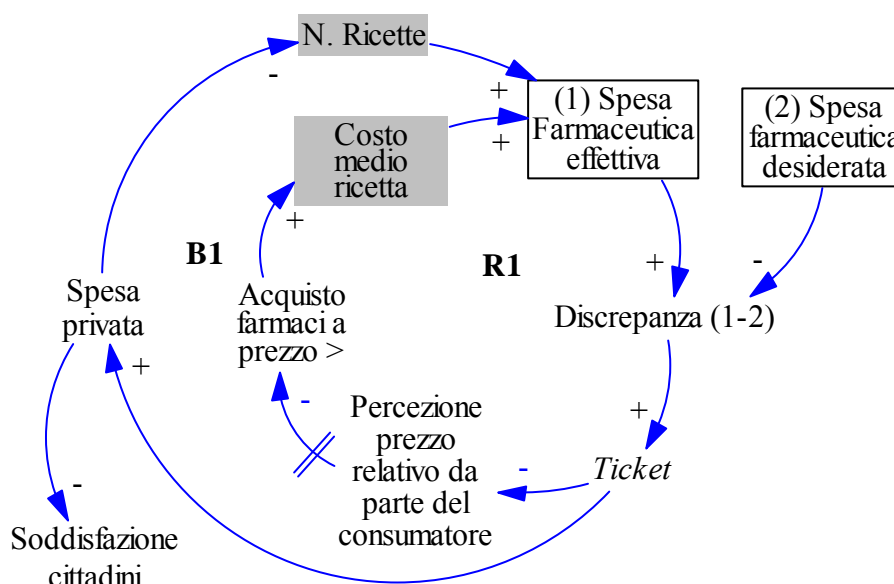 N. Ricette
-
+
(1) Spesa
Farmaceutica
effettiva
(2) Spesa
farmaceutica
desiderata
Costo
medio
ricetta
+
+
B1
R1
+
-
Spesa
privata
Acquisto
farmaci a
prezzo >
Discrepanza (1-2)
+
-
+
Percezione
prezzo
relativo da
parte del
consumatore
-
Ticket
-
Soddisfazione
cittadini